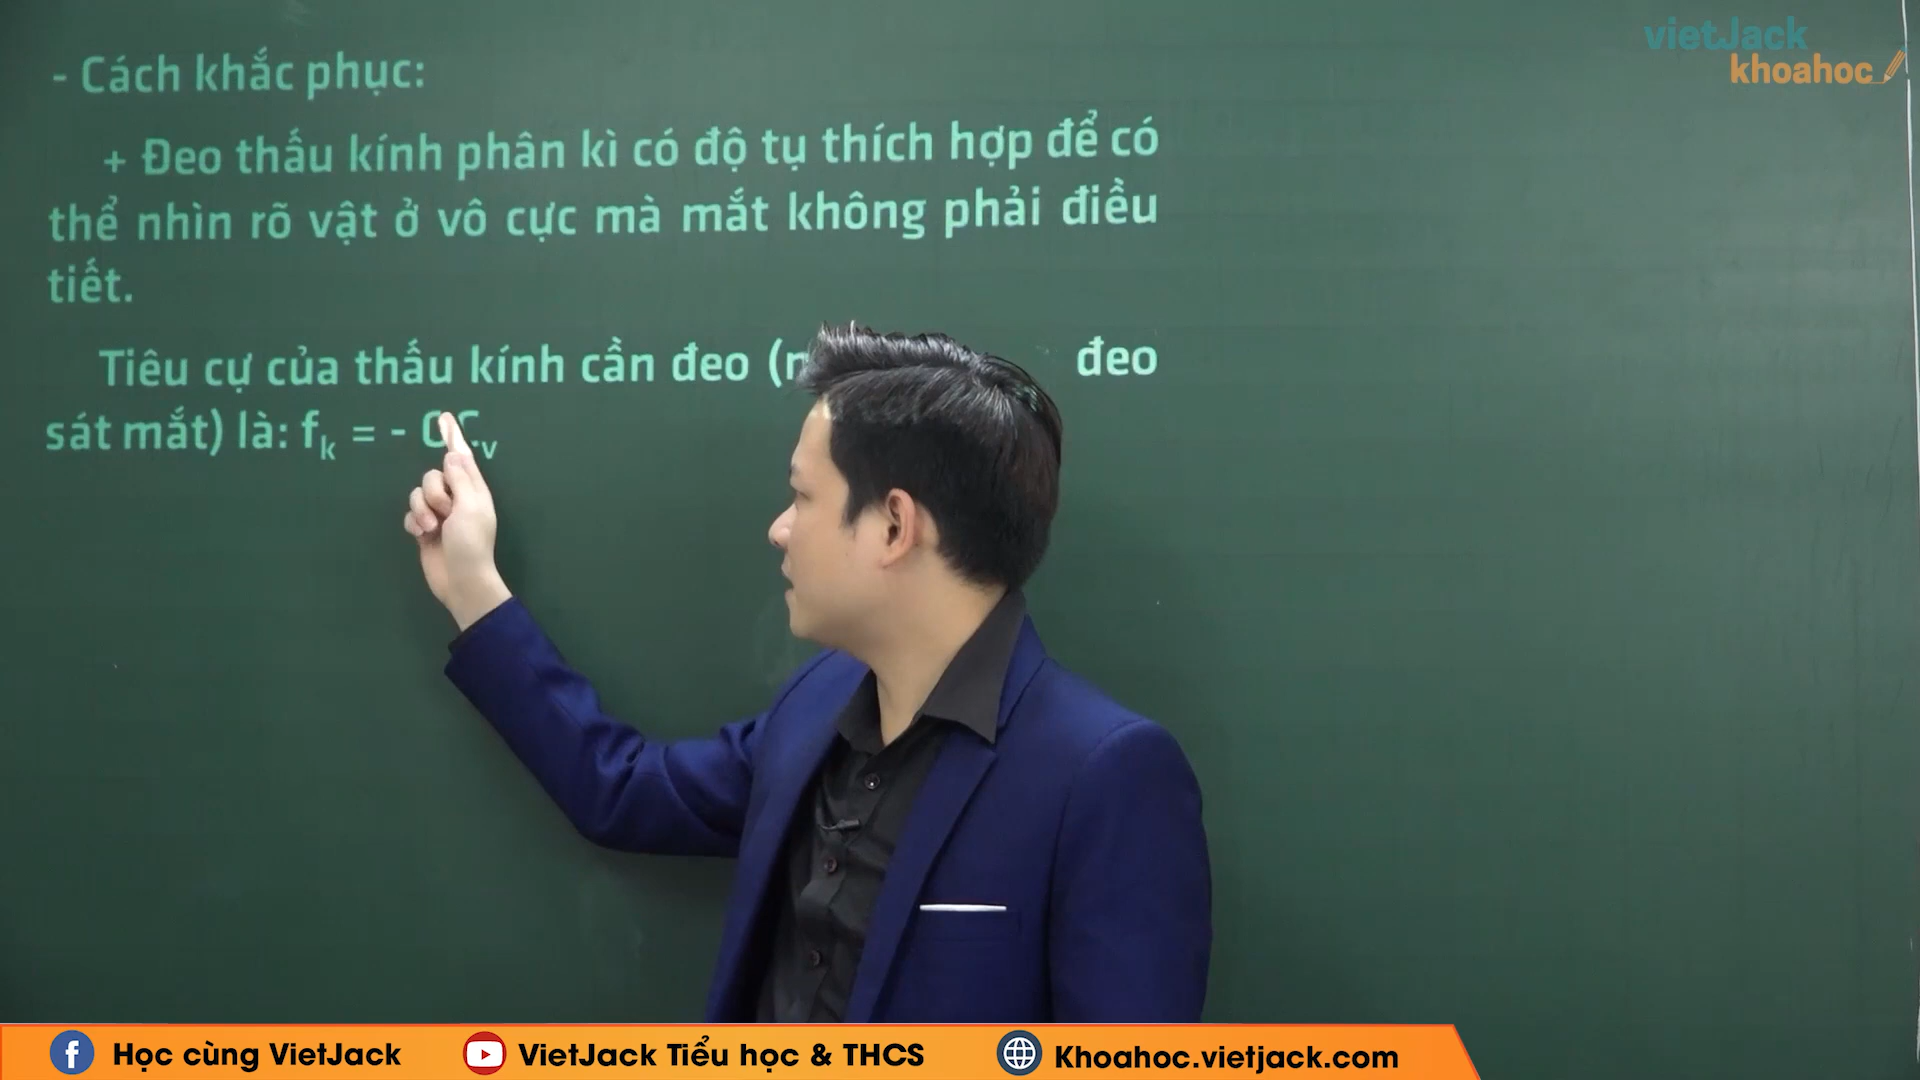 vietJack
khoahoc
- Cách khắc phục:
+ Đeo thấu kính phân kì có độ tụ thích hợp để có
thể nhìn rõ vật ở vô cực mà mắt không phải điều
tiết.
Tiêu cự của thấu kính cần đeo ( đeo
sát mắt) là: fₖ = - OCᵥ
Học cùng VietJack
VietJack Tiểu học & THCS
Khoahoc.vietjack.com